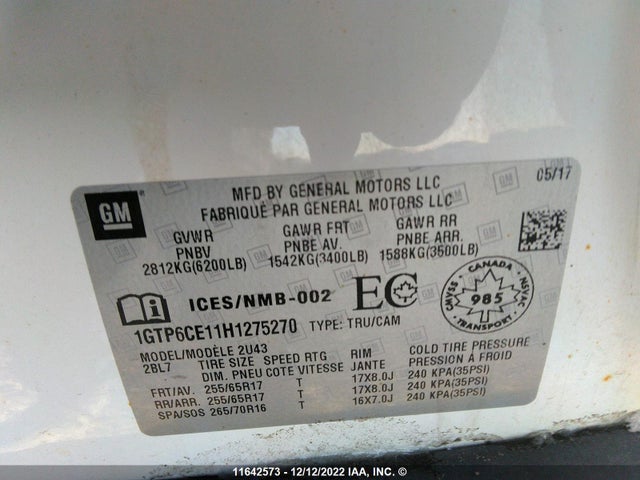 GM
MFD BY GENERAL MOTORS LLC
05/17
FABRIQUÉ PAR GENERAL MOTORS LLC
GVWR GAWR FRT GAWR RR
PNBV PNBE AV. PNBE ARR.
2812KG(6200LB) 1542KG(3400LB) 1588KG(3500LB)
i ICES/NMB-002 EC
CANADA
CMVSS NSVAC
985
TRANSPORT
1GTP6CE11H1275270 TYPE: TRU/CAM
MODEL/MODÈLE 2U43
2BL7 TIRE SIZE SPEED RTG RIM COLD TIRE PRESSURE
DIM. PNEU COTE VITESSE JANTE PRESSION À FROID
FRT/AV. 255/65R17 T 17X8.0J 240 KPA(35PSI)
RR/ARR. 255/65R17 T 17X8.0J 240 KPA(35PSI)
SPA/SOS 265/70R16 T 16X7.0J 240 KPA(35PSI)
11642573 – 12/12/2022 IAA, INC. ©